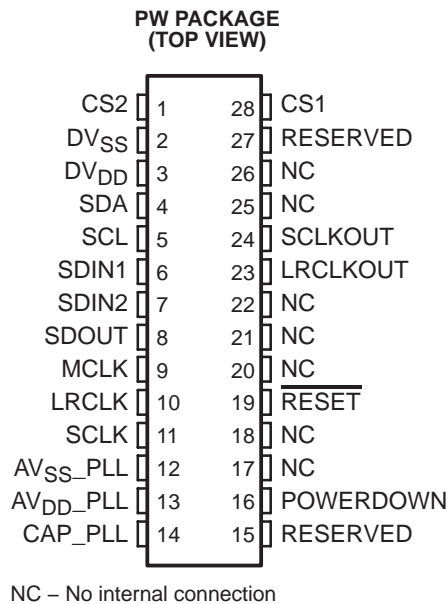 PW PACKAGE
(TOP VIEW)
CS2 1 28 CS1
DVSS 2 27 RESERVED
DVDD 3 26 NC
SDA 4 25 NC
SCL 5 24 SCLKOUT
SDIN1 6 23 LRCLKOUT
SDIN2 7 22 NC
SDOUT 8 21 NC
MCLK 9 20 NC
LRCLK 10 19 RESET
SCLK 11 18 NC
AVSS_PLL 12 17 NC
AVDD_PLL 13 16 POWERDOWN
CAP_PLL 14 15 RESERVED
NC – No internal connection